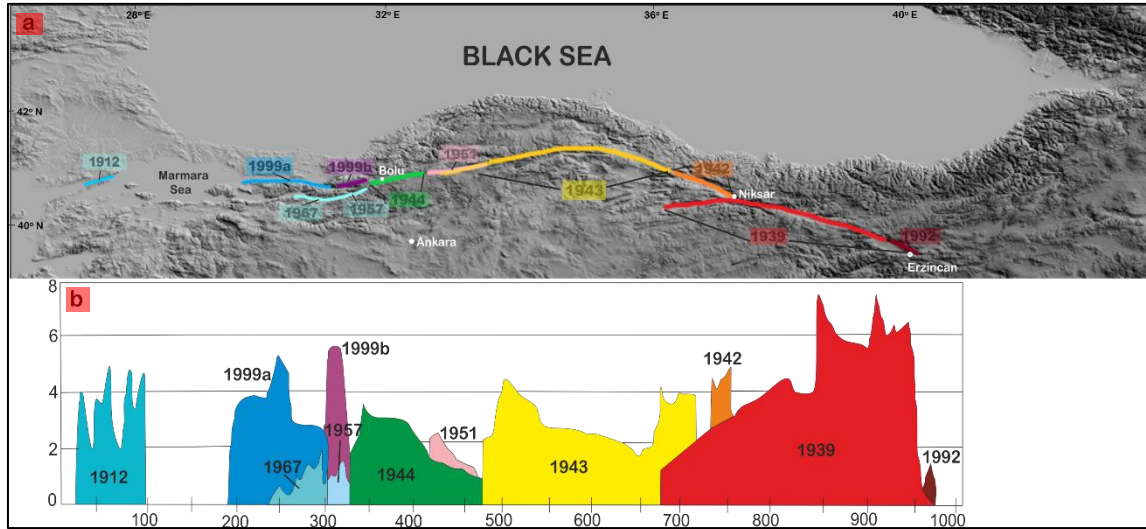 a
28°E
32°E
36°E
40°E
BLACK SEA
42° N
40° N
1912
Marmara
Sea
1999a
1999b
Bolu
1951
1942
1943
Niksar
1967
1957
1944
Ankara
1939
1992
Erzincan
b
8
6
4
2
0
1912
1999a
1967
1999b
1957
1944
1951
1943
1942
1939
1992
100 200 300 400 500 600 700 800 900 1000